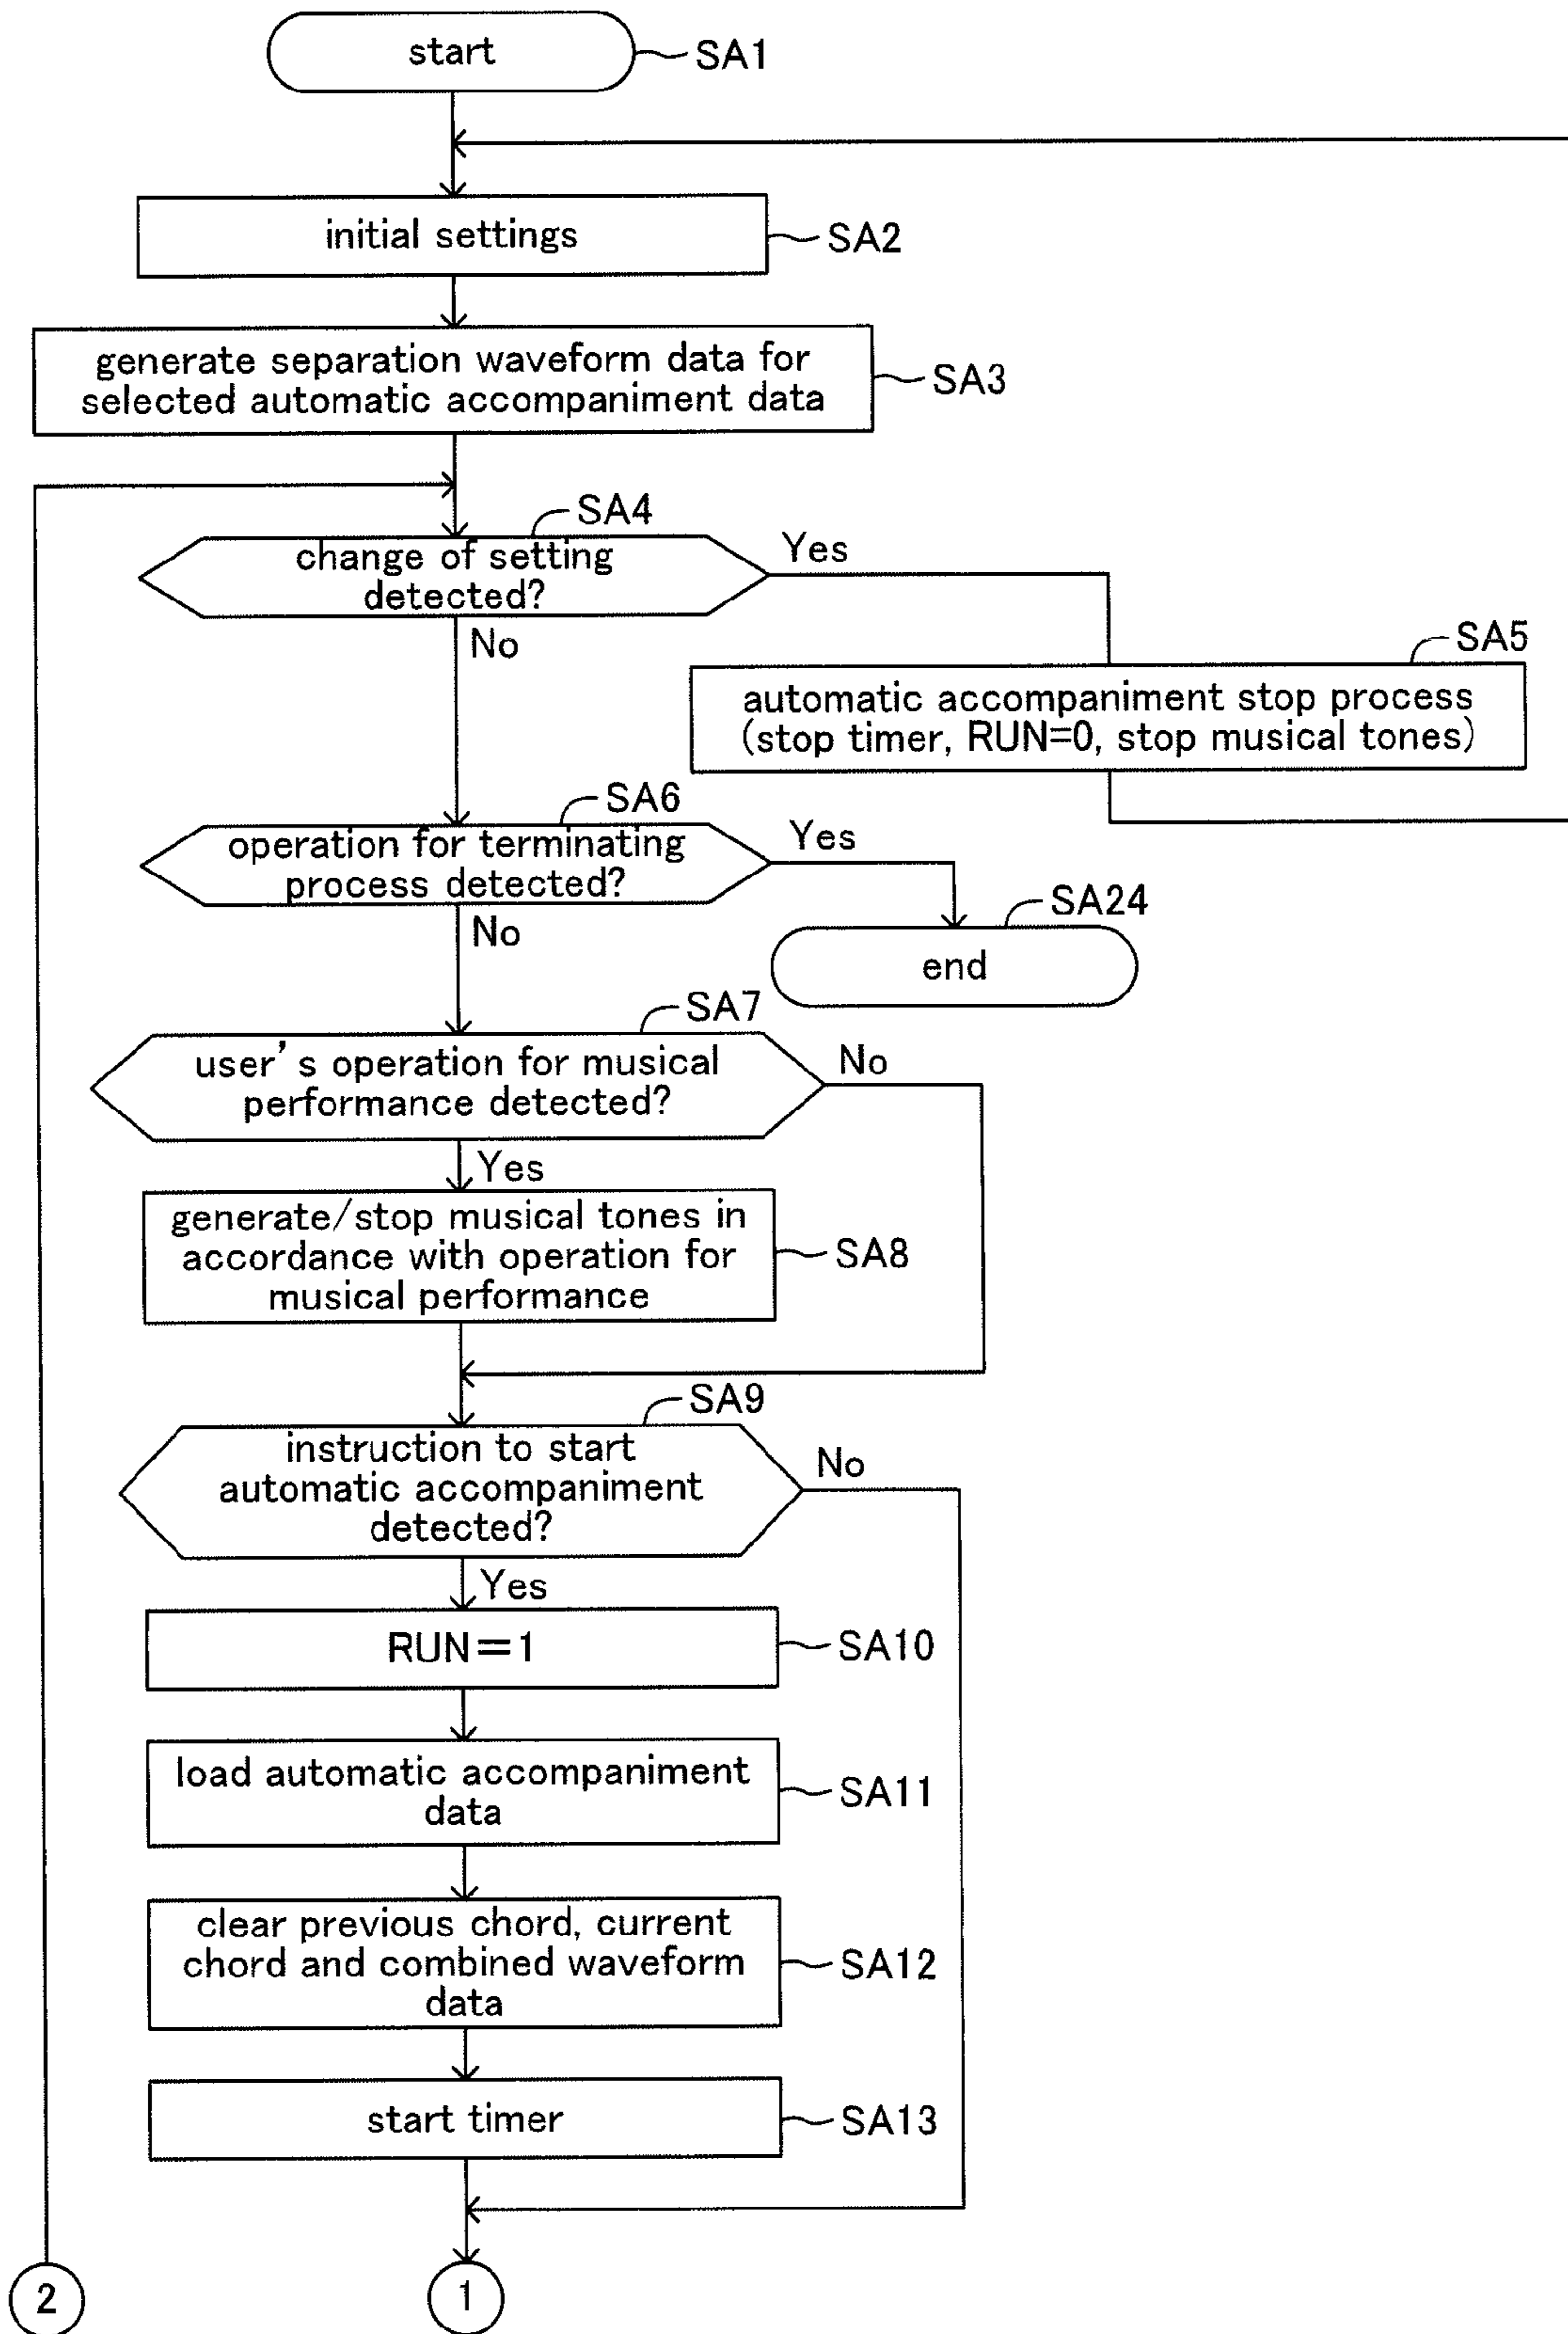 start
SA1
initial settings
SA2
generate separation waveform data for
selected automatic accompaniment data
SA3
SA4
change of setting
detected?
Yes
No
SA5
automatic accompaniment stop process
(stop timer, RUN=0, stop musical tones)
SA6
operation for terminating
process detected?
Yes
No
SA24
end
SA7
user's operation for musical
performance detected?
No
Yes
generate/stop musical tones in
accordance with operation for
musical performance
SA8
SA9
instruction to start
automatic accompaniment
detected?
No
Yes
RUN=1
SA10
load automatic accompaniment
data
SA11
clear previous chord, current
chord and combined waveform
data
SA12
start timer
SA13
2
1